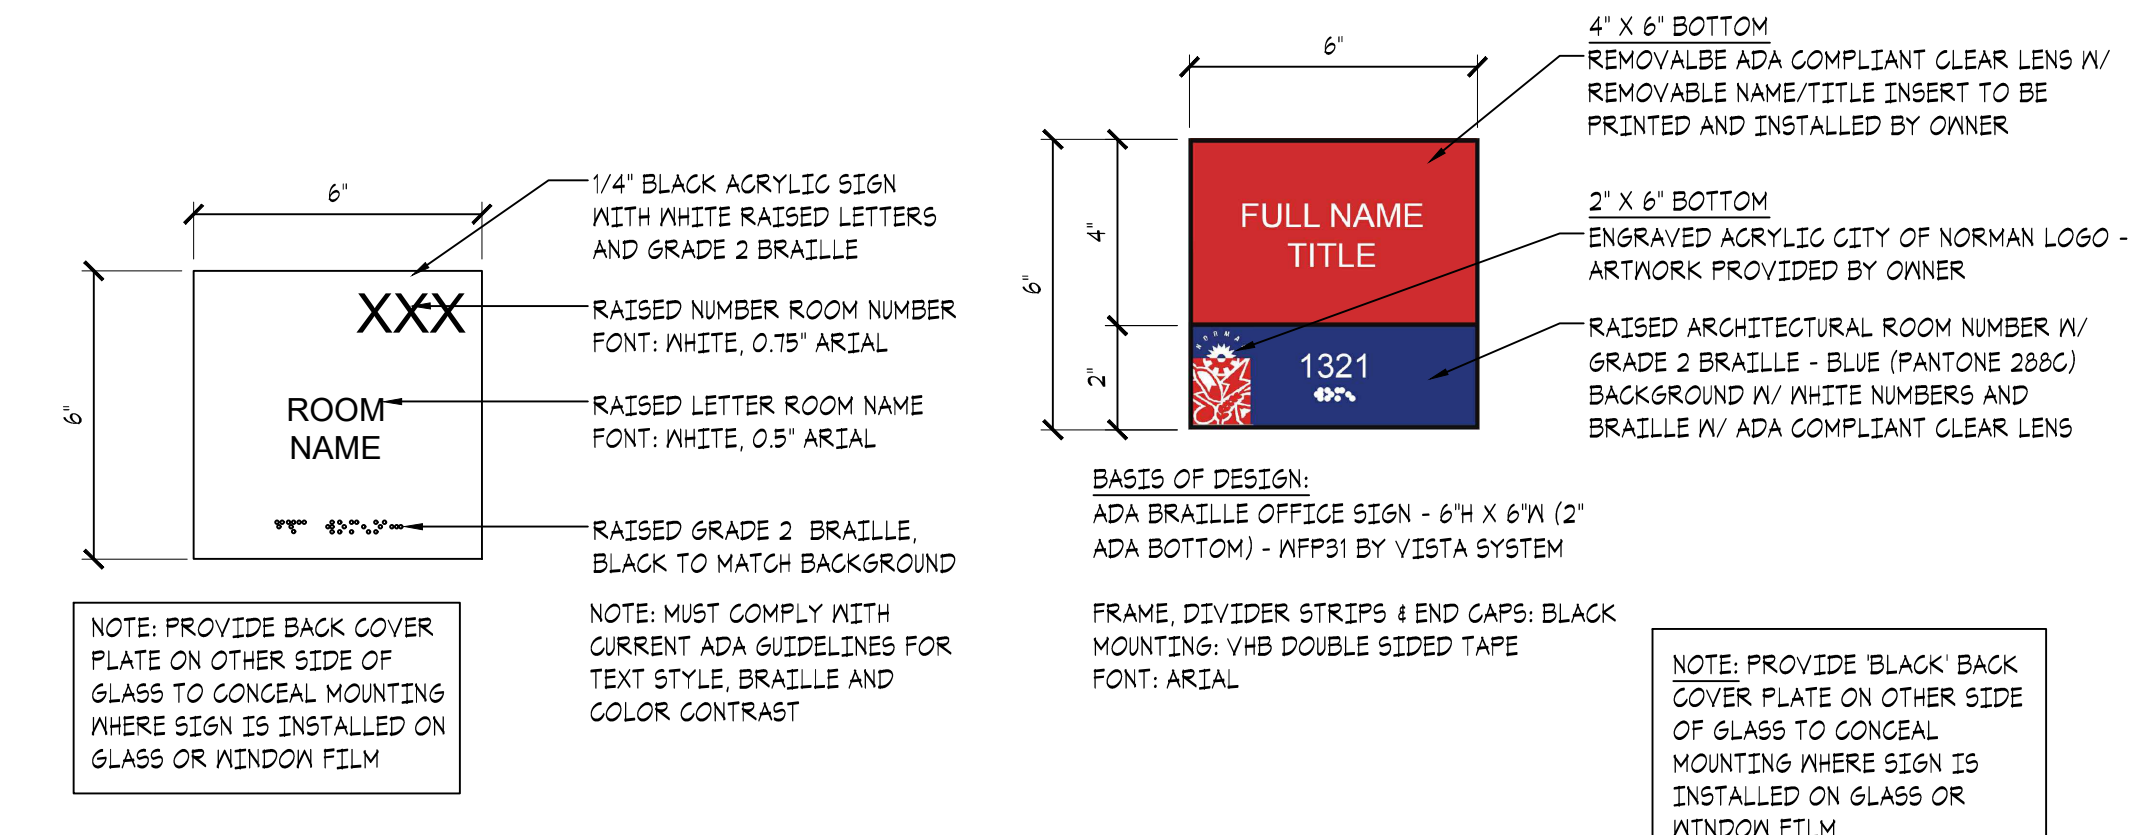 6"
6"
1/4" BLACK ACRYLIC SIGN
WITH WHITE RAISED LETTERS
AND GRADE 2 BRAILLE
XXX
RAISED NUMBER ROOM NUMBER
FONT: WHITE, 0.75" ARIAL
ROOM
NAME
RAISED LETTER ROOM NAME
FONT: WHITE, 0.5" ARIAL
RAISED GRADE 2 BRAILLE,
BLACK TO MATCH BACKGROUND
NOTE: PROVIDE BACK COVER
PLATE ON OTHER SIDE OF
GLASS TO CONCEAL MOUNTING
WHERE SIGN IS INSTALLED ON
GLASS OR WINDOW FILM
NOTE: MUST COMPLY WITH
CURRENT ADA GUIDELINES FOR
TEXT STYLE, BRAILLE AND
COLOR CONTRAST
6"
6"
4"
2"
FULL NAME
TITLE
NORMA
1321
4" X 6" BOTTOM
REMOVALBE ADA COMPLIANT CLEAR LENS W/
REMOVABLE NAME/TITLE INSERT TO BE
PRINTED AND INSTALLED BY OWNER
2" X 6" BOTTOM
ENGRAVED ACRYLIC CITY OF NORMAN LOGO -
ARTWORK PROVIDED BY OWNER
RAISED ARCHITECTURAL ROOM NUMBER W/
GRADE 2 BRAILLE - BLUE (PANTONE 288C)
BACKGROUND W/ WHITE NUMBERS AND
BRAILLE W/ ADA COMPLIANT CLEAR LENS
BASIS OF DESIGN:
ADA BRAILLE OFFICE SIGN - 6"H X 6"W (2"
ADA BOTTOM) - WFP31 BY VISTA SYSTEM
FRAME, DIVIDER STRIPS & END CAPS: BLACK
MOUNTING: VHB DOUBLE SIDED TAPE
FONT: ARIAL
NOTE: PROVIDE 'BLACK' BACK
COVER PLATE ON OTHER SIDE
OF GLASS TO CONCEAL
MOUNTING WHERE SIGN IS
INSTALLED ON GLASS OR
WINDOW FILM